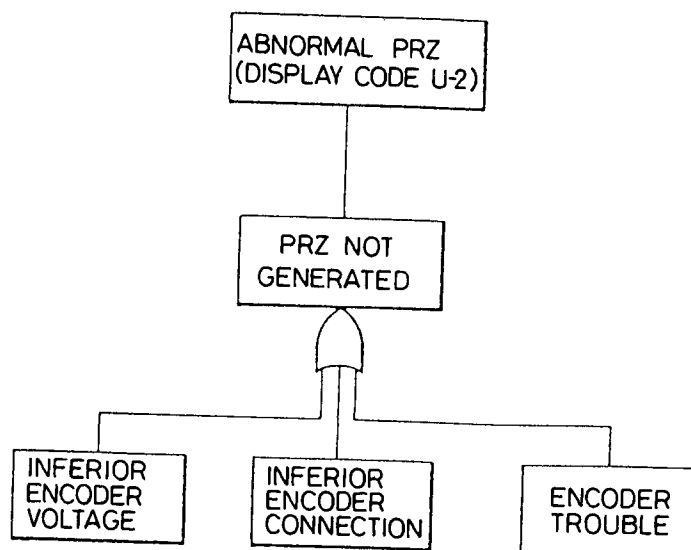 ABNORMAL PRZ
(DISPLAY CODE U-2)
PRZ NOT
GENERATED
INFERIOR
ENCODER
VOLTAGE
INFERIOR
ENCODER
CONNECTION
ENCODER
TROUBLE